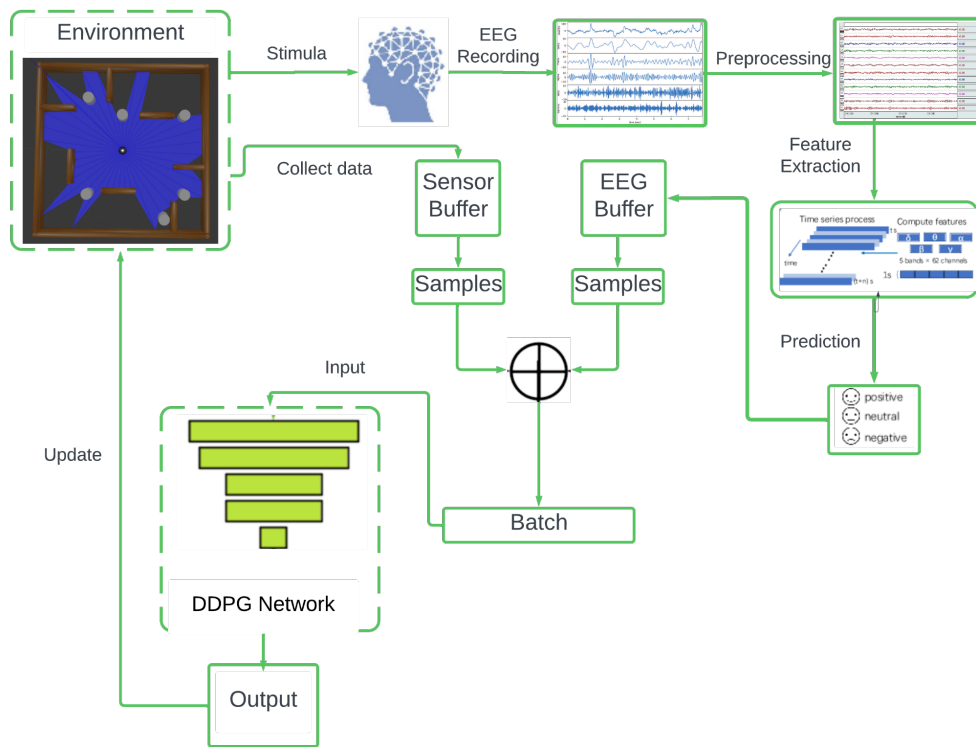 Environment
Stimula
EEG
Recording
Preprocessing
Feature
Extraction
Collect data
Sensor
Buffer
EEG
Buffer
Samples
Samples
Time series process
Compute features
ts
δ θ α
β γ
time
5 bands × 62 channels
(t+n) s
Prediction
positive
neutral
negative
Input
Update
Batch
DDPG Network
Output